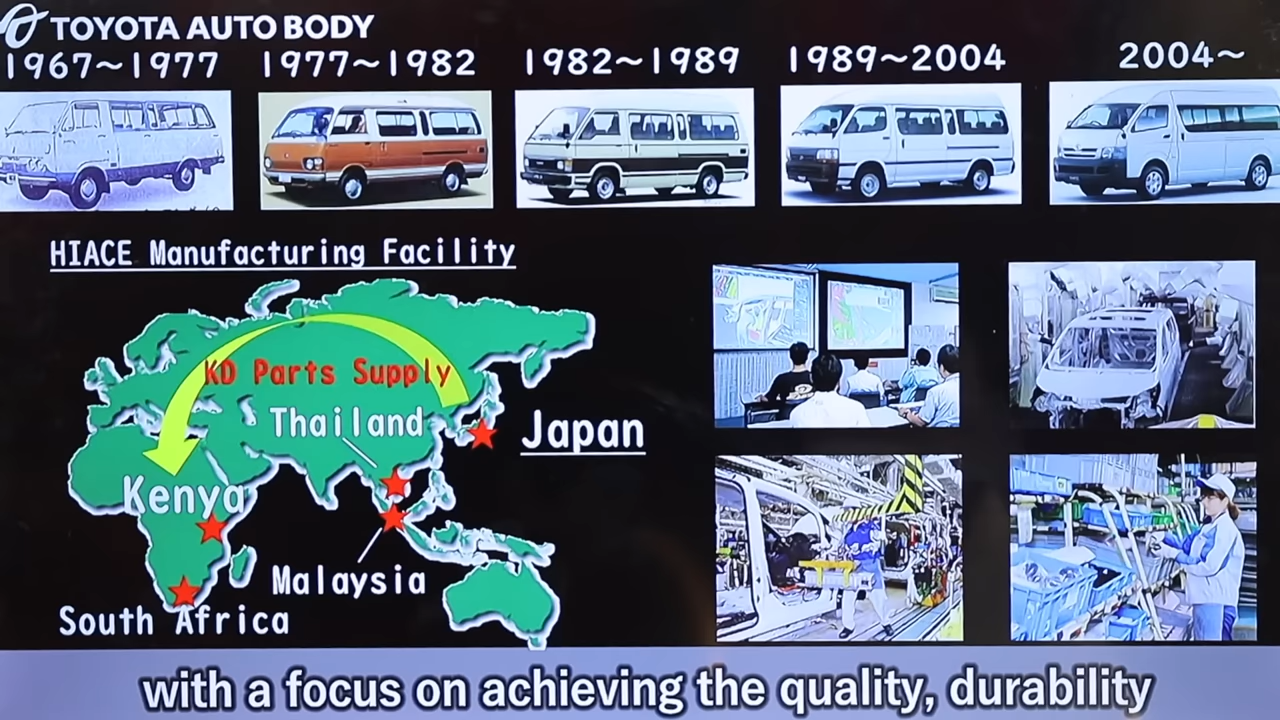 TOYOTA AUTO BODY
1967~1977
1977~1982
1982~1989
1989~2004
2004~
HIACE Manufacturing Facility
KD Parts Supply
Thailand
Japan
Kenya
Malaysia
South Africa
with a focus on achieving the quality, durability